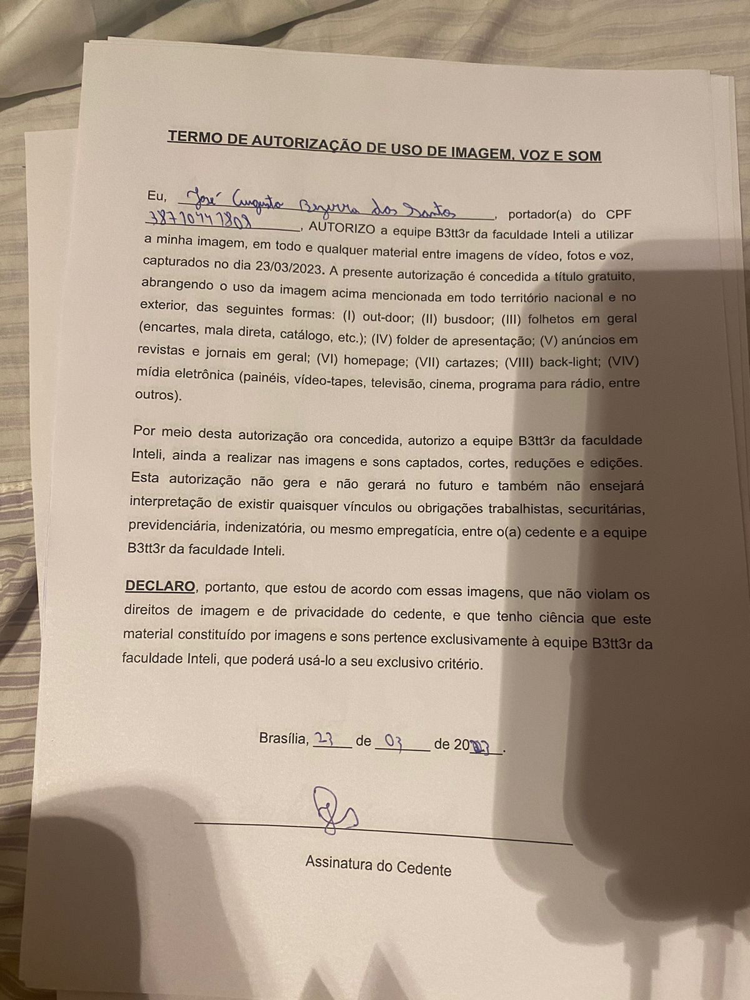 TERMO DE AUTORIZAÇÃO DE USO DE IMAGEM, VOZ E SOM
Eu, José Augusto Bezerra dos Santos, portador(a) do CPF
, AUTORIZO a equipe B3tt3r da faculdade Inteli a utilizar
a minha imagem, em todo e qualquer material entre imagens de vídeo, fotos e voz,
capturados no dia 23/03/2023. A presente autorização é concedida a título gratuito,
abrangendo o uso da imagem acima mencionada em todo território nacional e no
exterior, das seguintes formas: (I) out-door; (II) busdoor; (III) folhetos em geral
(encartes, mala direta, catálogo, etc.); (IV) folder de apresentação; (V) anúncios em
revistas e jornais em geral; (VI) homepage; (VII) cartazes; (VIII) back-light; (VIV)
mídia eletrônica (painéis, vídeo-tapes, televisão, cinema, programa para rádio, entre
outros).
Por meio desta autorização ora concedida, autorizo a equipe B3tt3r da faculdade
Inteli, ainda a realizar nas imagens e sons captados, cortes, reduções e edições.
Esta autorização não gera e não gerará no futuro e também não ensejará
interpretação de existir quaisquer vínculos ou obrigações trabalhistas, securitárias,
previdenciária, indenizatória, ou mesmo empregatícia, entre o(a) cedente e a equipe
B3tt3r da faculdade Inteli.
DECLARO, portanto, que estou de acordo com essas imagens, que não violam os
direitos de imagem e de privacidade do cedente, e que tenho ciência que este
material constituído por imagens e sons pertence exclusivamente à equipe B3tt3r da
faculdade Inteli, que poderá usá-lo a seu exclusivo critério.
Brasília, 23 de 03 de 2023.
Assinatura do Cedente